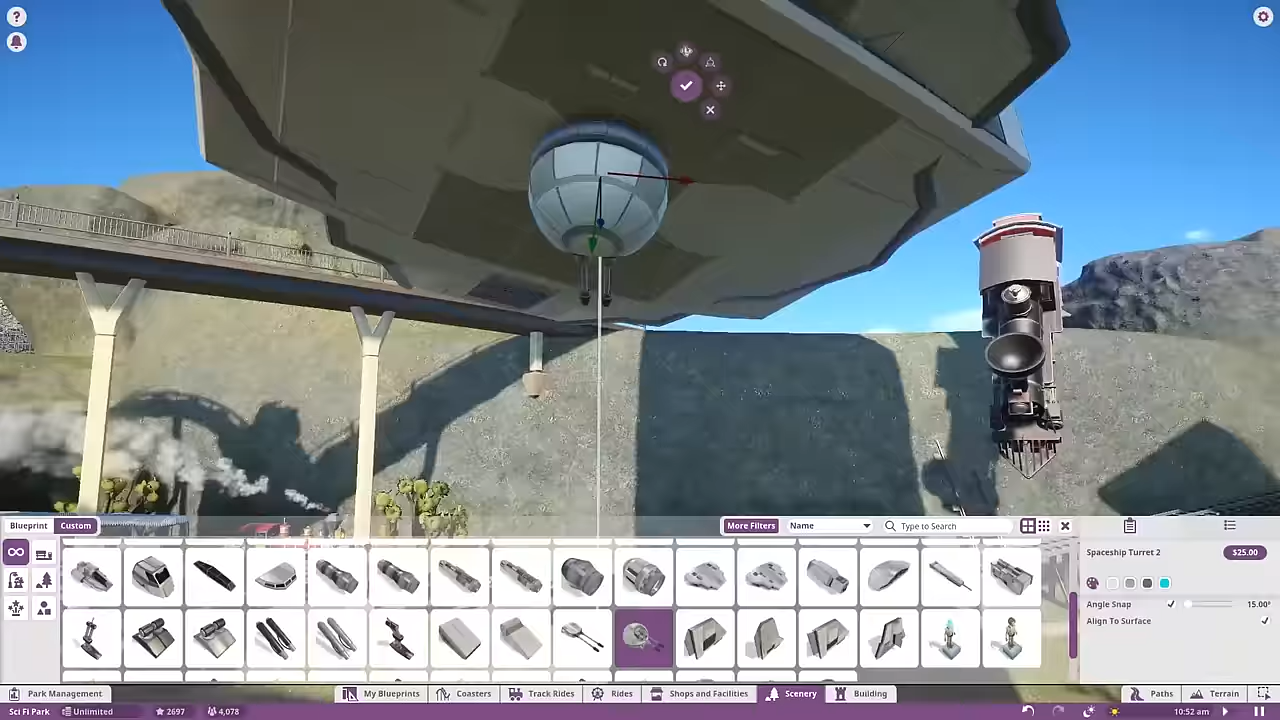 ?
Blueprint Custom More Filters Name Type to Search
Spaceship Turret 2 $25.00
Angle Snap 15.00°
Align To Surface
Park Management My Blueprints Coasters Track Rides Rides Shops and Facilities Scenery Building Paths Terrain
Sci Fi Park Unlimited 2697 4,078 10:52 am